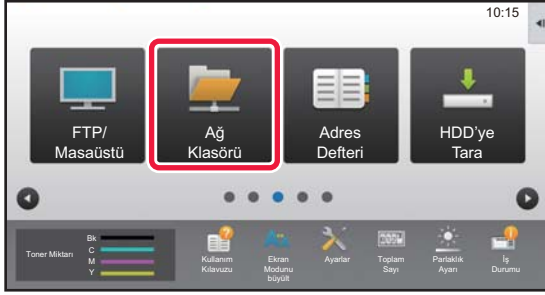 10:15
FTP/
Masaüstü
Ağ
Klasörü
Adres
Defteri
HDD'ye
Tara
Toner Miktarı
Bk
C
M
Y
Kullanım
Kılavuzu
Ekran
Modunu
büyült
Ayarlar
Toplam
Sayı
Parlaklık
Ayarı
İş
Durumu